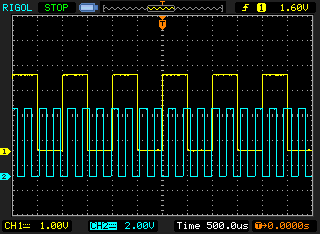 RIGOL STOP T f 1 1.60V
T
1
2
CH1 1.00V CH2 2.00V Time 500.0us T→0.0000s